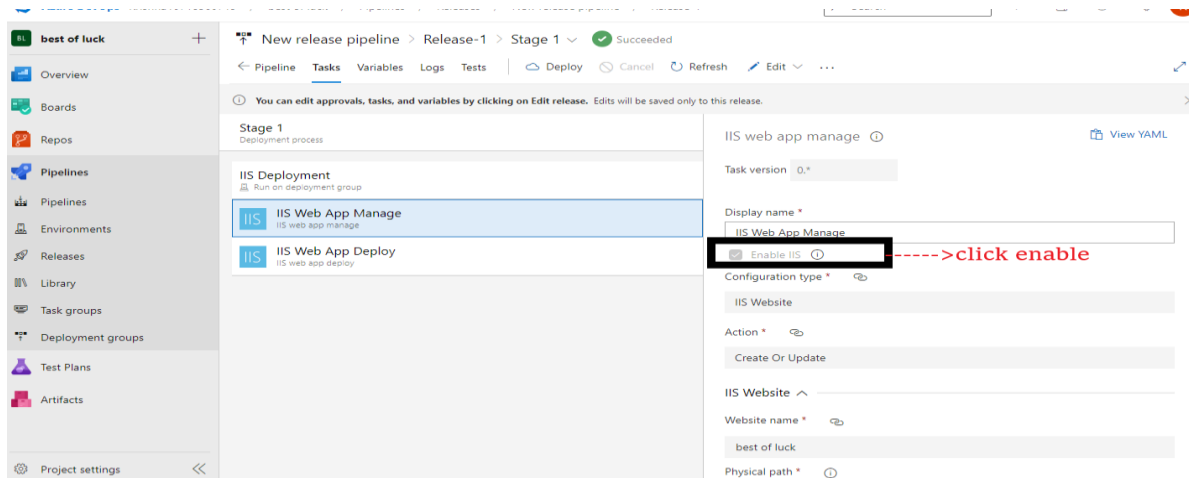 BL best of luck
New release pipeline > Release-1 > Stage 1 Succeeded
Pipeline Tasks Variables Logs Tests Deploy Cancel Refresh Edit ...
You can edit approvals, tasks, and variables by clicking on Edit release. Edits will be saved only to this release.
Overview
Boards
Repos
Pipelines
Pipelines
Environments
Releases
Library
Task groups
Deployment groups
Test Plans
Artifacts
Project settings
Stage 1
Deployment process
IIS Deployment
Run on deployment group
IIS IIS Web App Manage
IIS web app manage
IIS IIS Web App Deploy
IIS web app deploy
IIS web app manage
View YAML
Task version 0.*
Display name *
IIS Web App Manage
Enable IIS ----->click enable
Configuration type *
IIS Website
Action *
Create Or Update
IIS Website
Website name *
best of luck
Physical path *